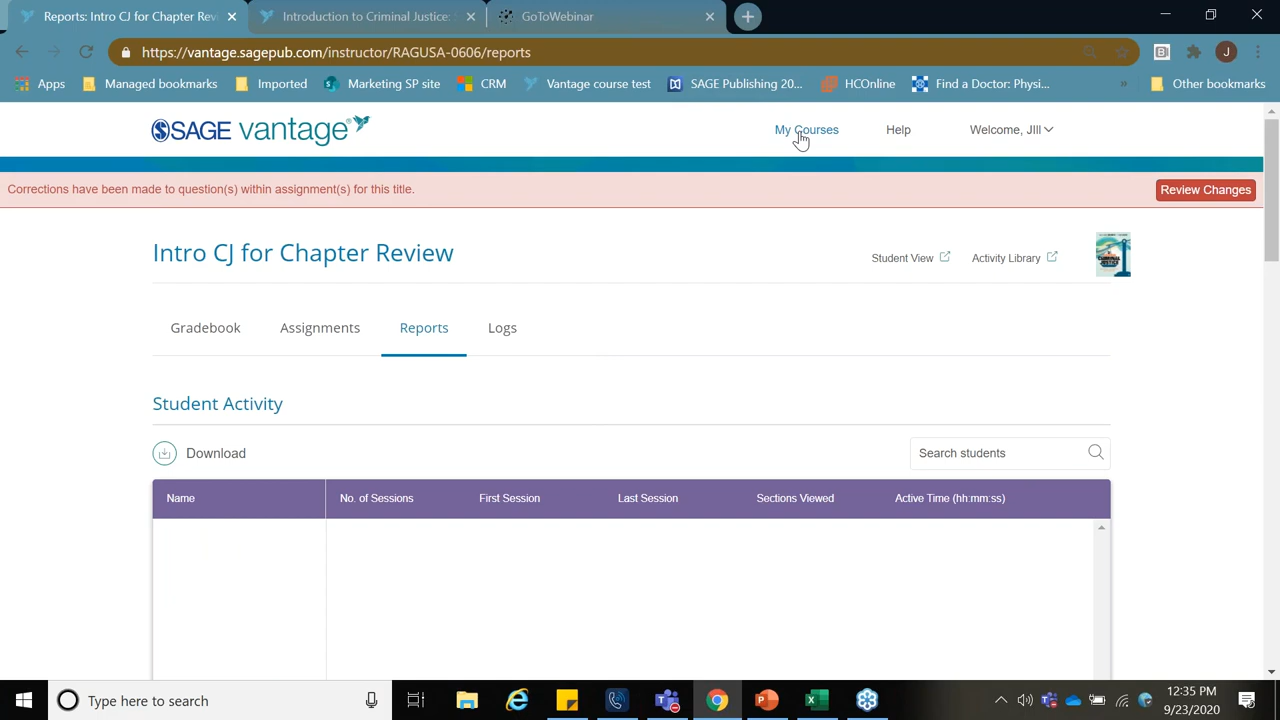 Reports: Intro CJ for Chapter Rev
Introduction to Criminal Justice: S
GoToWebinar
https://vantage.sagepub.com/instructor/RAGUSA-0606/reports
J
Apps
Managed bookmarks
Imported
Marketing SP site
CRM
Vantage course test
SAGE Publishing 20...
HCOnline
Find a Doctor: Physi...
»
Other bookmarks
SAGE vantage®
My Courses
Help
Welcome, JIll
Corrections have been made to question(s) within assignment(s) for this title.
Review Changes
Intro CJ for Chapter Review
Student View
Activity Library
Gradebook
Assignments
Reports
Logs
Student Activity
Download
Search students
Name
No. of Sessions
First Session
Last Session
Sections Viewed
Active Time (hh:mm:ss)
Type here to search
12:35 PM
9/23/2020